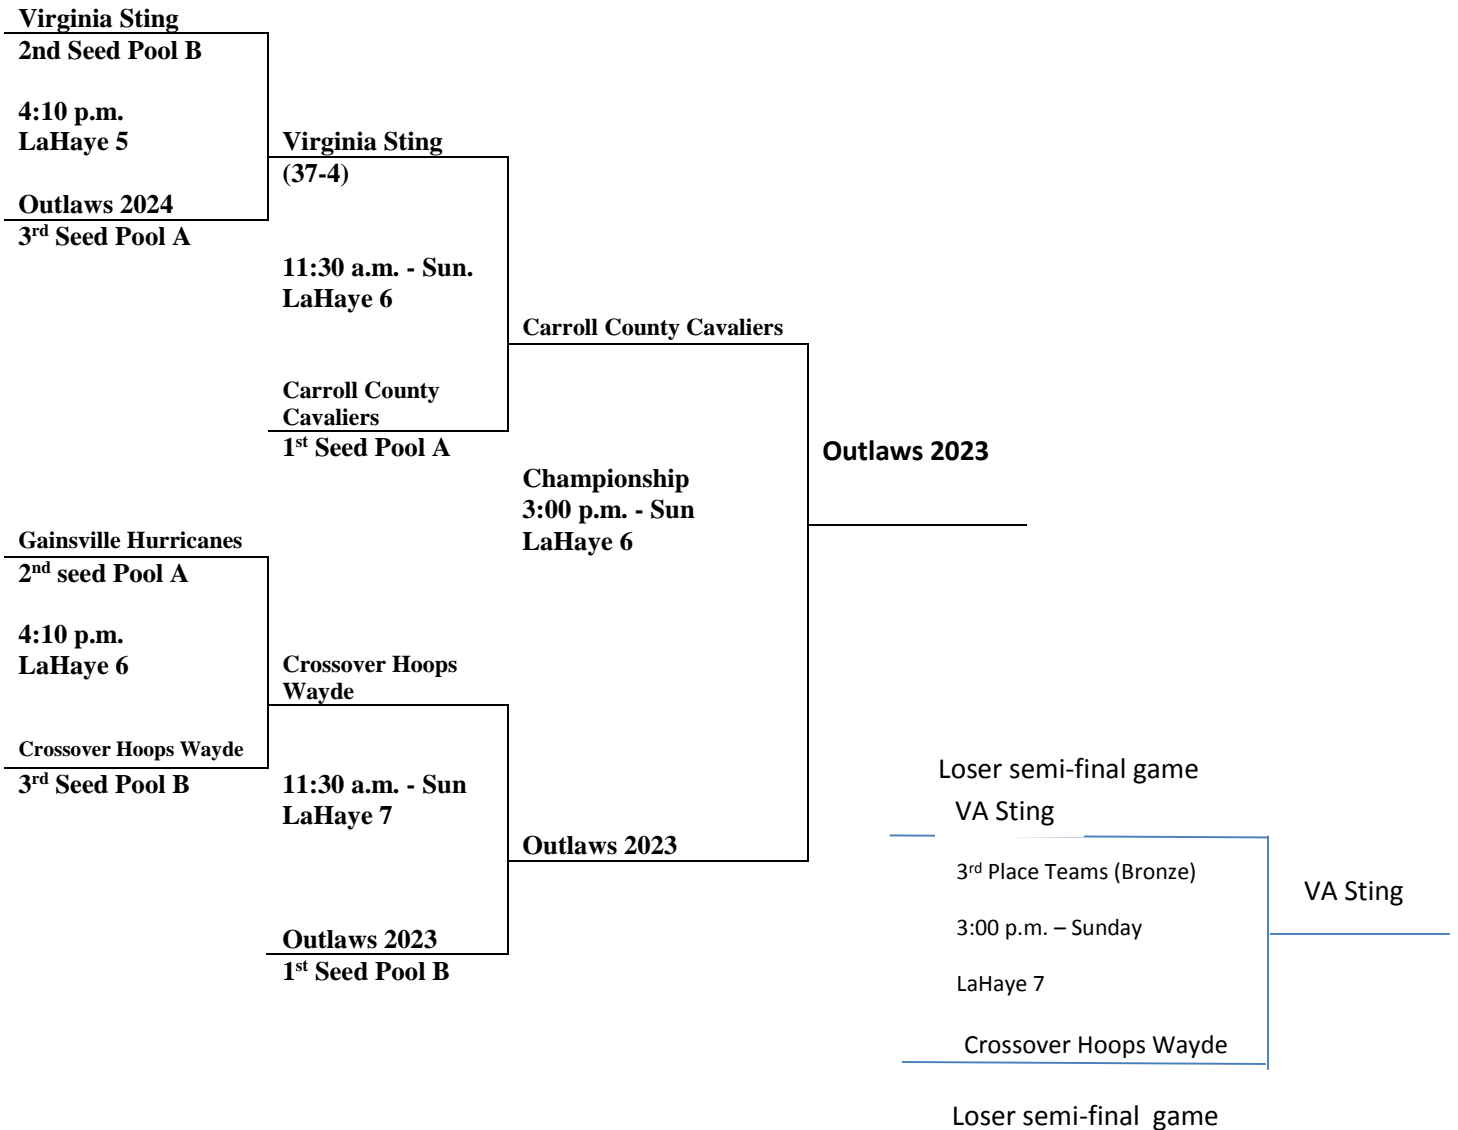 Virginia Sting
2nd Seed Pool B
4:10 p.m.
LaHaye 5
Outlaws 2024
3rd Seed Pool A
Virginia Sting
(37-4)
11:30 a.m. - Sun.
LaHaye 6
Carroll County
Cavaliers
1st Seed Pool A
Carroll County Cavaliers
Championship
3:00 p.m. - Sun
LaHaye 6
Outlaws 2023
Gainsville Hurricanes
2nd seed Pool A
4:10 p.m.
LaHaye 6
Crossover Hoops Wayde
3rd Seed Pool B
Crossover Hoops
Wayde
11:30 a.m. - Sun
LaHaye 7
Outlaws 2023
1st Seed Pool B
Outlaws 2023
Loser semi-final game
VA Sting
3rd Place Teams (Bronze)
3:00 p.m. – Sunday
LaHaye 7
Crossover Hoops Wayde
Loser semi-final  game
VA Sting